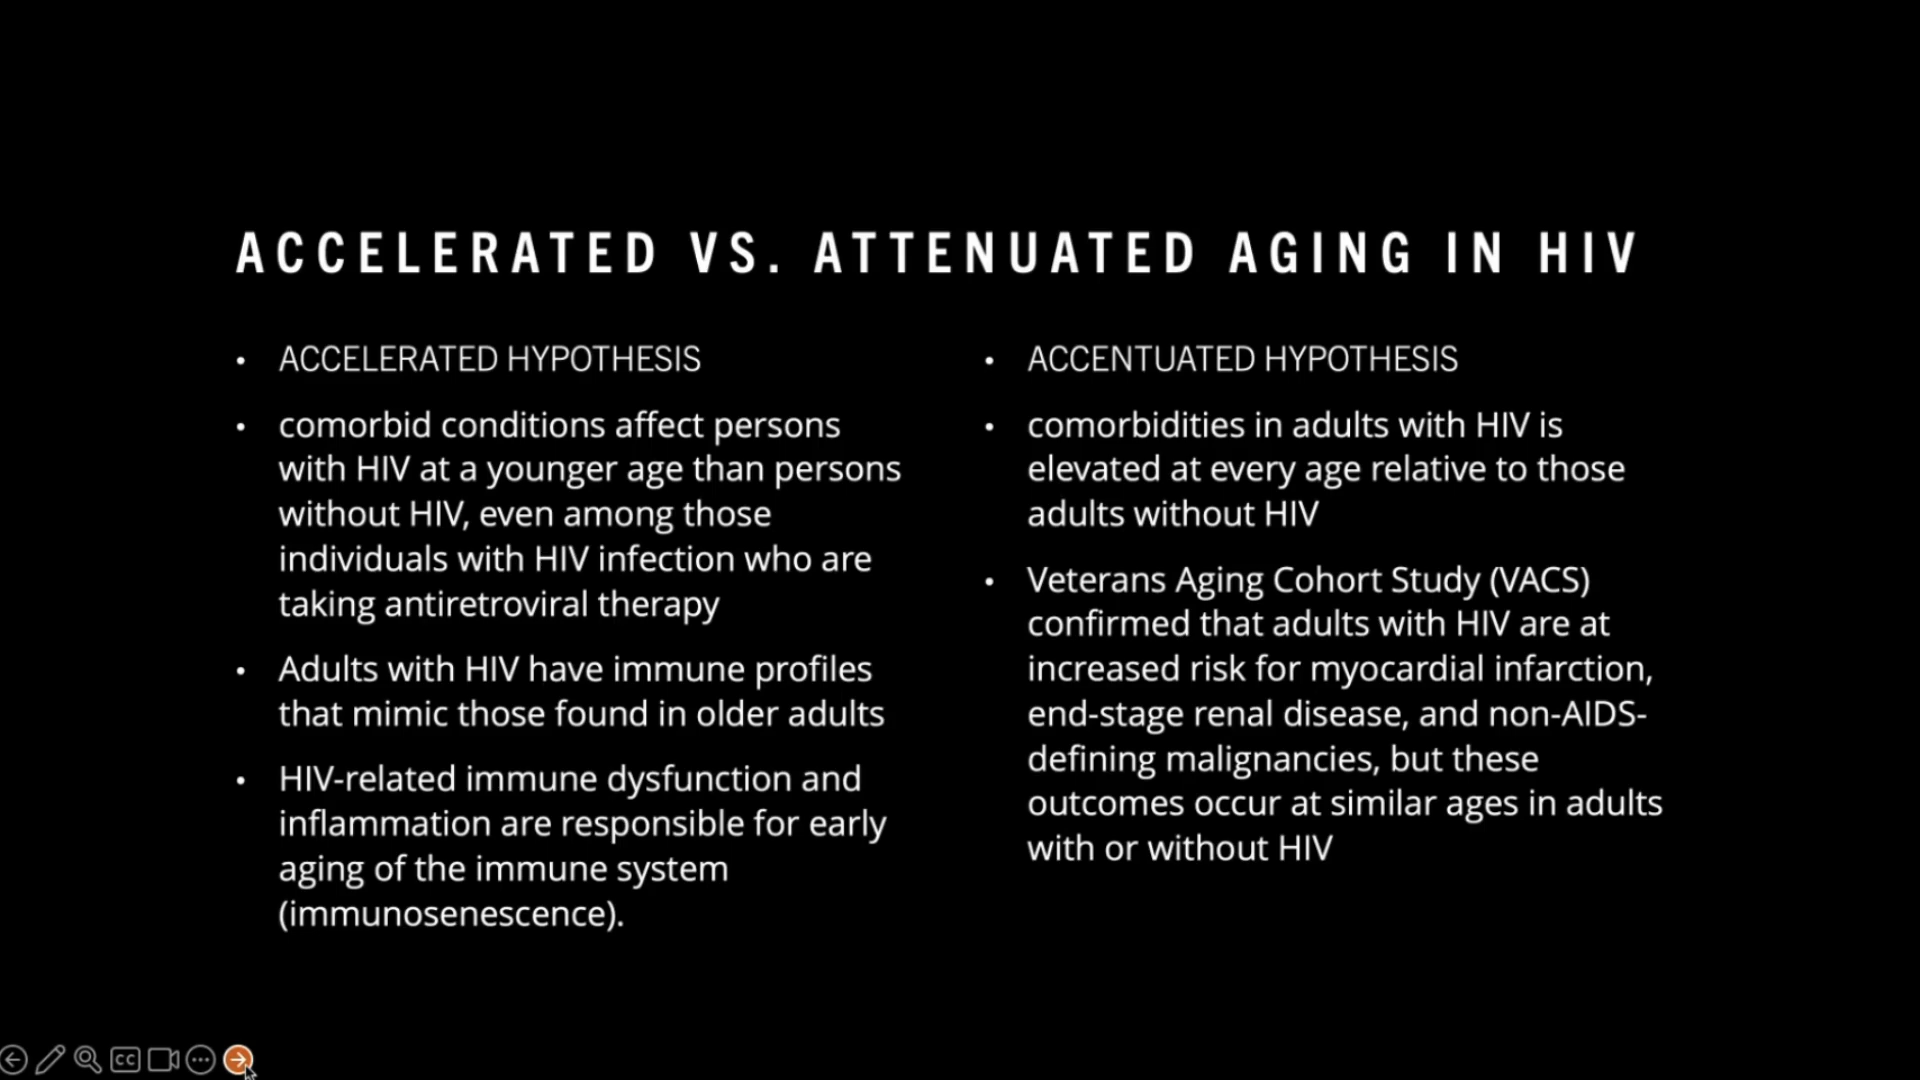 ACCELERATED VS. ATTENUATED AGING IN HIV
• ACCELERATED HYPOTHESIS
• comorbid conditions affect persons
with HIV at a younger age than persons
without HIV, even among those
individuals with HIV infection who are
taking antiretroviral therapy
• Adults with HIV have immune profiles
that mimic those found in older adults
• HIV-related immune dysfunction and
inflammation are responsible for early
aging of the immune system
(immunosenescence).
• ACCENTUATED HYPOTHESIS
• comorbidities in adults with HIV is
elevated at every age relative to those
adults without HIV
• Veterans Aging Cohort Study (VACS)
confirmed that adults with HIV are at
increased risk for myocardial infarction,
end-stage renal disease, and non-AIDS-
defining malignancies, but these
outcomes occur at similar ages in adults
with or without HIV
CC